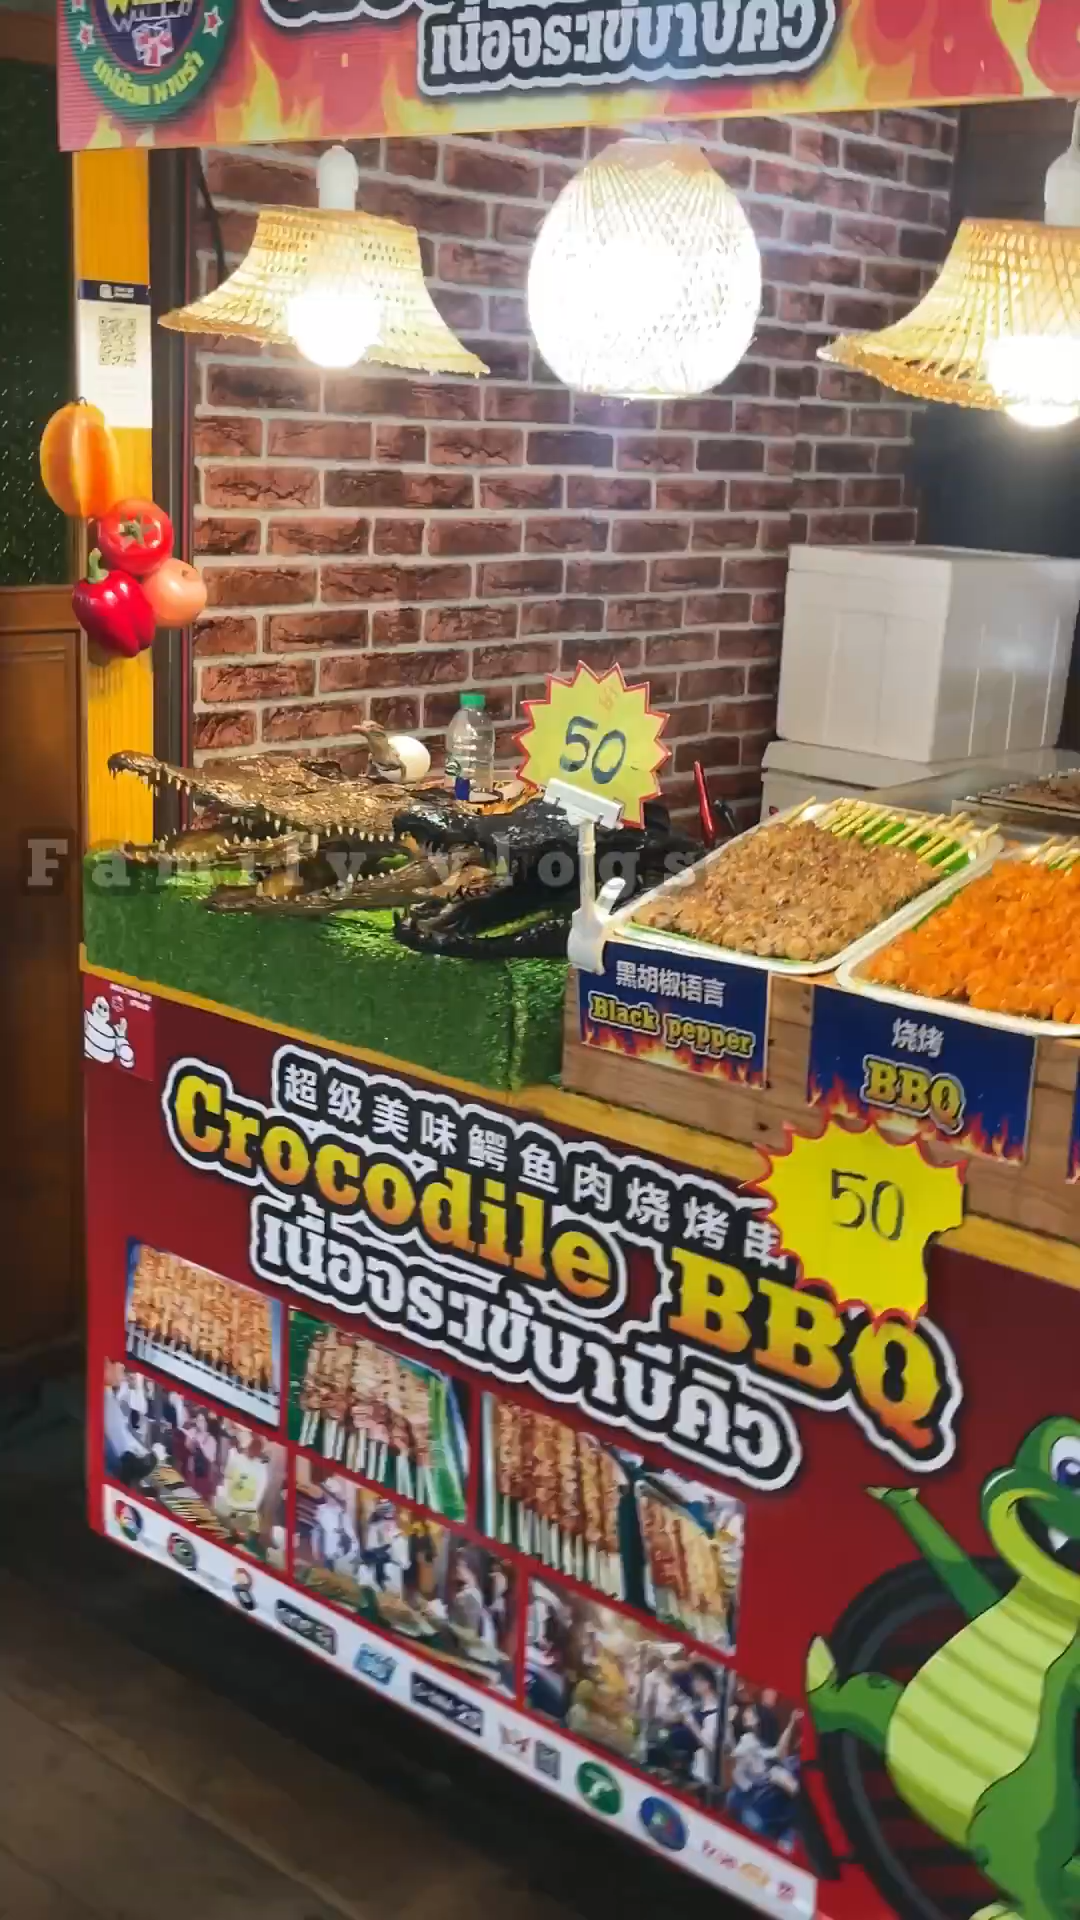 เนื้อจระเข้บาบีคิว
50
Family vlogs
黑胡椒语言
Black pepper
烧烤
BBQ
50
超级美味鳄鱼肉烧烤串
Crocodile BBQ
เนื้อจระเข้บาบีคิว